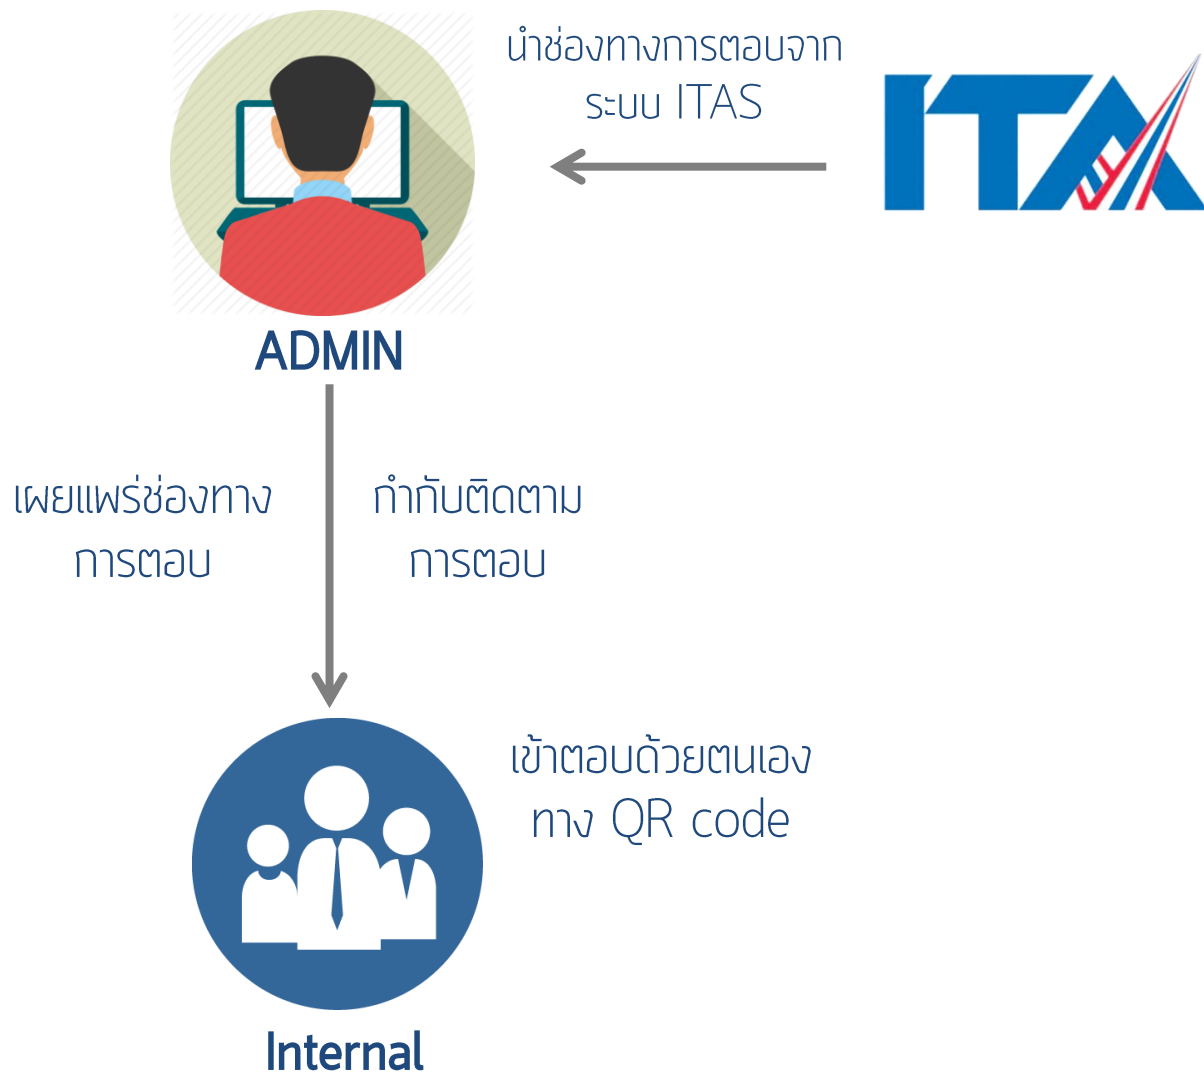 นำช่องทางการตอบจาก
ระบบ ITAS
ITA
ADMIN
เผยแพร่ช่องทาง
การตอบ
กำกับติดตาม
การตอบ
เข้าตอบด้วยตนเอง
ทาง QR code
Internal